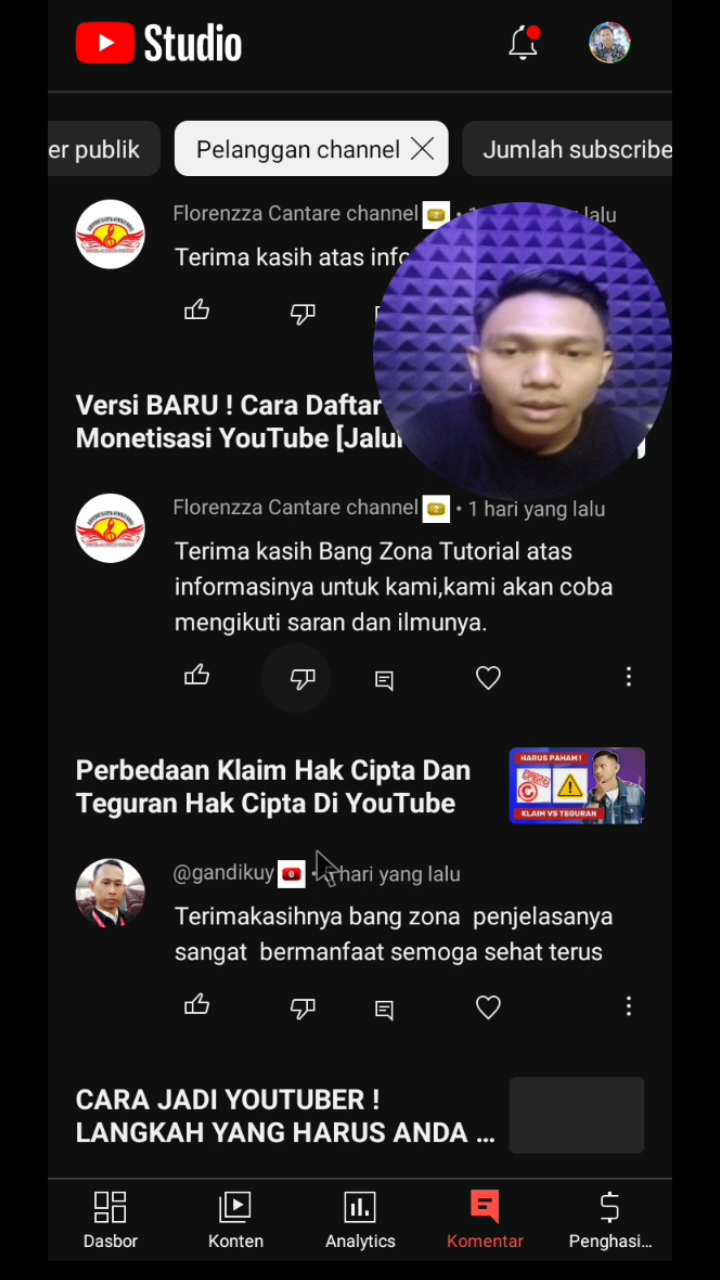 Studio
er publik
Pelanggan channel
Jumlah subscribe
Florenzza Cantare channel
lalu
Terima kasih atas info
Versi BARU ! Cara Daftar
Monetisasi YouTube [Jalu
Florenzza Cantare channel 2 • 1 hari yang lalu
Terima kasih Bang Zona Tutorial atas
informasinya untuk kami,kami akan coba
mengikuti saran dan ilmunya.
Perbedaan Klaim Hak Cipta Dan
Teguran Hak Cipta Di YouTube
HARUS PAHAM !
KLAIM VS TEGURAN
@gandikuy 0 • hari yang lalu
Terimakasihnya bang zona penjelasanya
sangat bermanfaat semoga sehat terus
CARA JADI YOUTUBER !
LANGKAH YANG HARUS ANDA ...
Dasbor
Konten
Analytics
Komentar
Penghasi...